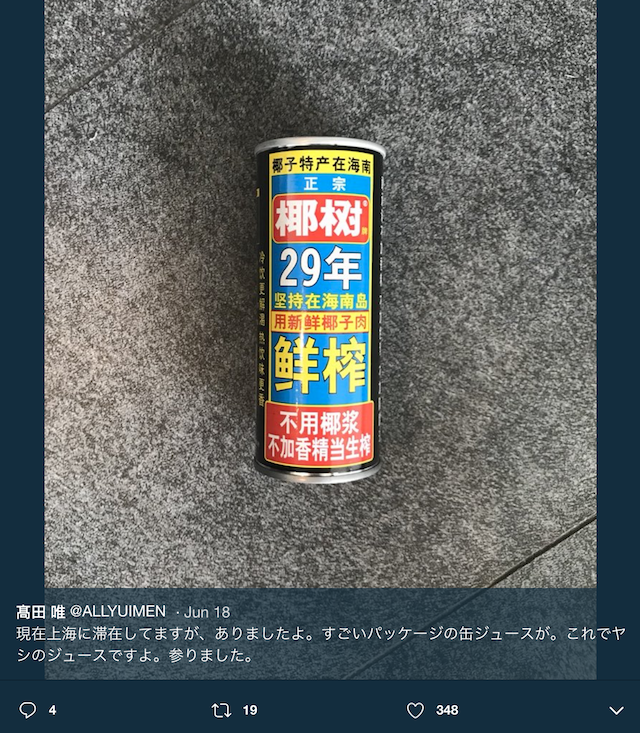 椰子特产在海南
正宗
椰树
29年
坚持在海南岛
用新鲜椰子肉
鲜榨
不用椰浆
不加香精当生榨
冷饮更解渴 热饮味更香
髙田 唯 @ALLYUIMEN · Jun 18
現在上海に滞在してますが、ありましたよ。すごいパッケージの缶ジュースが。これでヤ
シのジュースですよ。参りました。
4 19 348